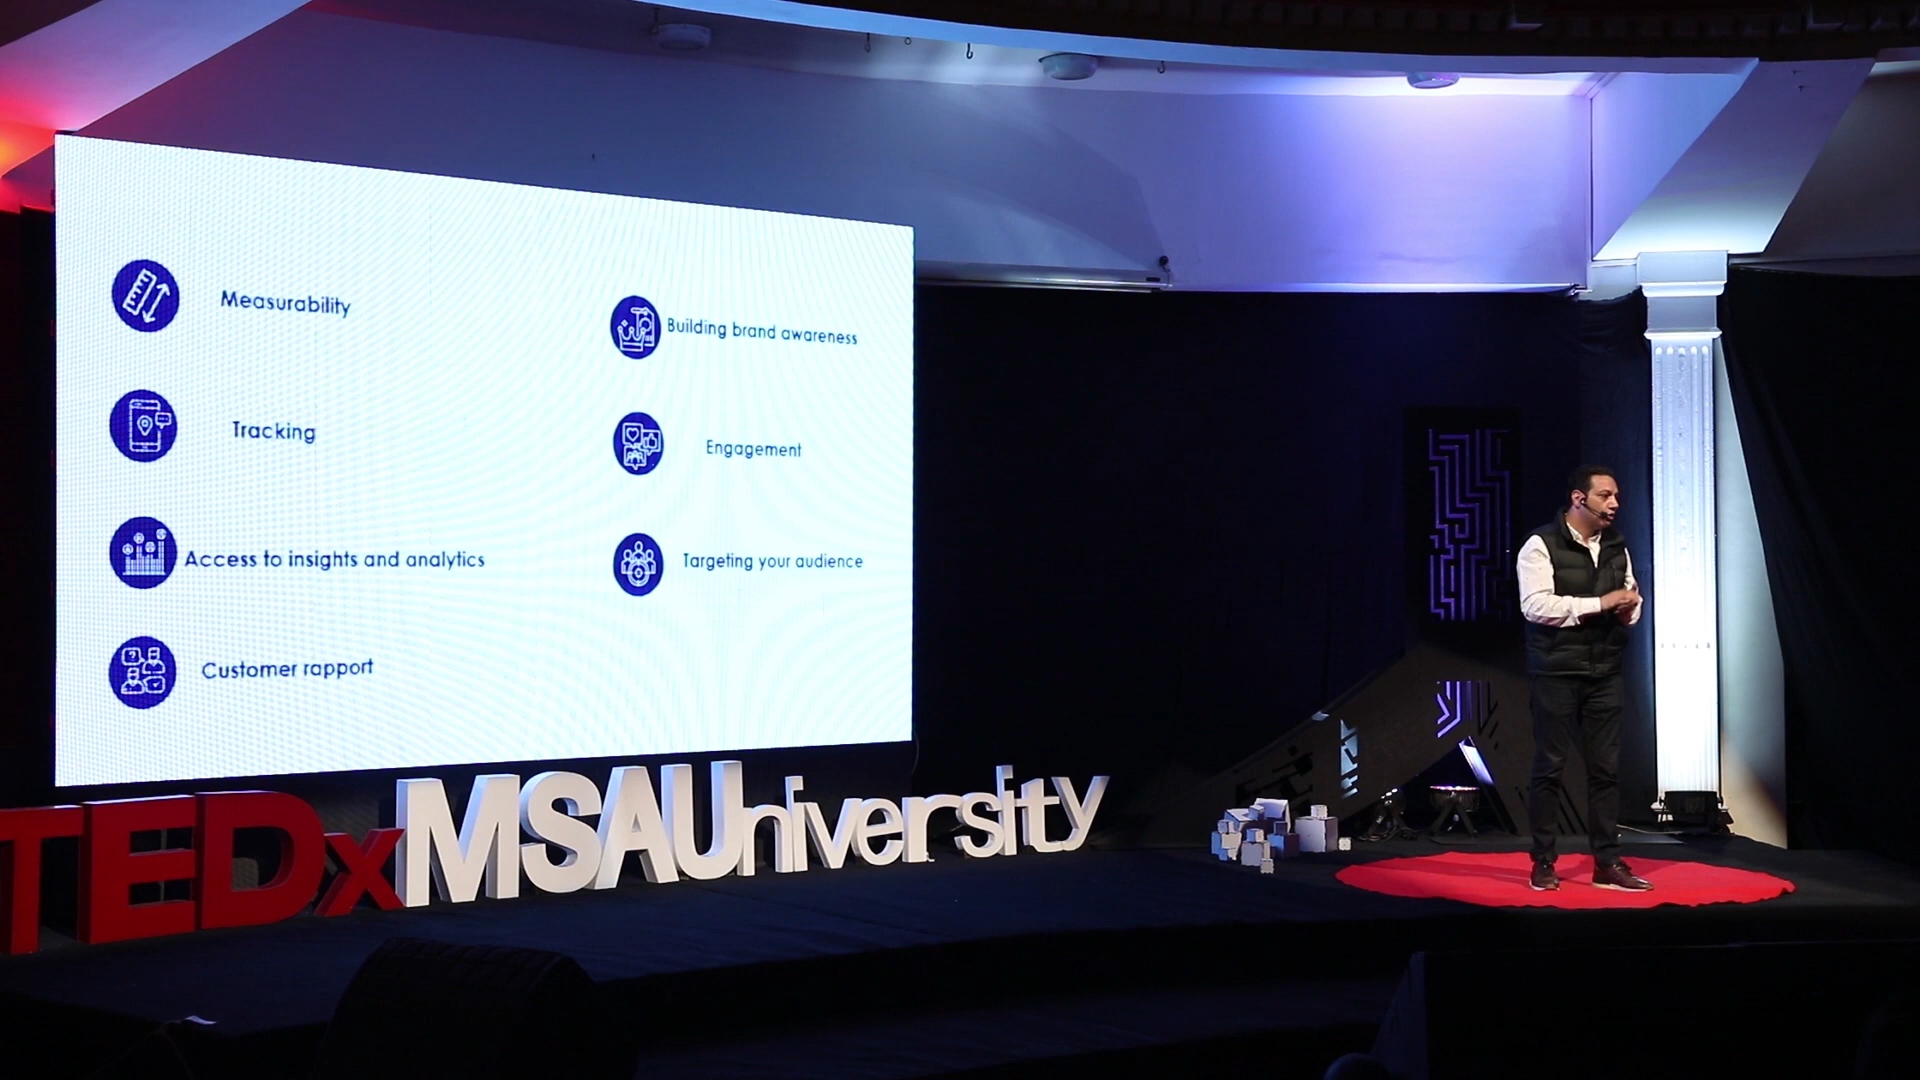 Measurability
Tracking
Access to insights and analytics
Customer rapport
Building brand awareness
Engagement
Targeting your audience
TEDxMSAUniversity